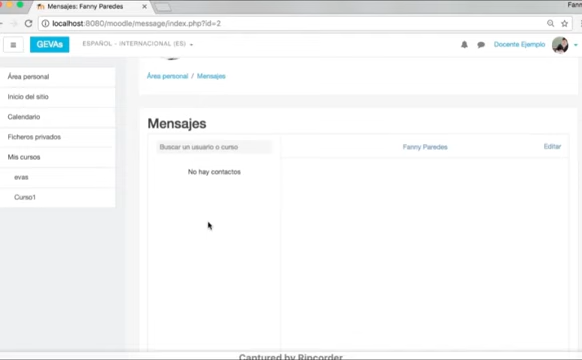 Mensajes: Fanny Paredes
Fann
localhost:8080/moodle/message/index.php?id=2
GEVAs
ESPAÑOL - INTERNACIONAL (ES)
Docente Ejemplo
Área personal
Inicio del sitio
Calendario
Ficheros privados
Mis cursos
evas
Curso1
Área personal / Mensajes
Mensajes
Buscar un usuario o curso
Fanny Paredes
Editar
No hay contactos
Captured by Ripcorder